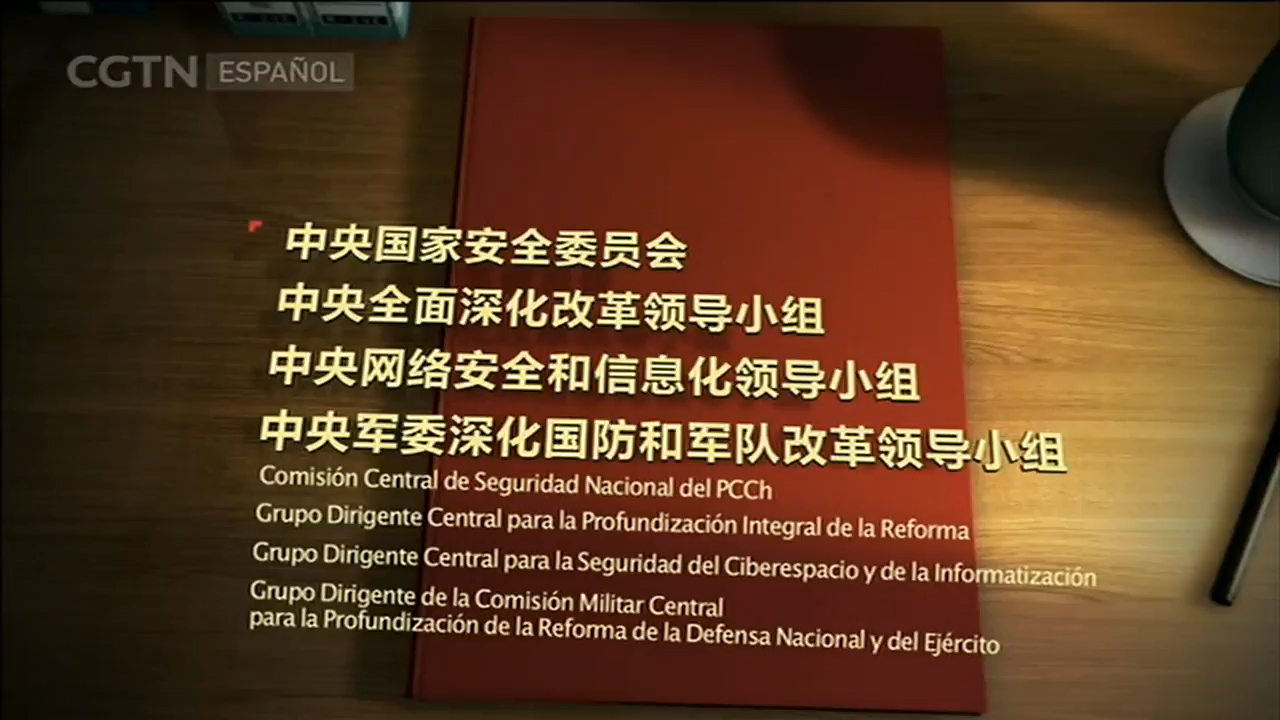 CGTN ESPAÑOL
中央国家安全委员会
中央全面深化改革领导小组
中央网络安全和信息化领导小组
中央军委深化国防和军队改革领导小组
Comisión Central de Seguridad Nacional del PCCh
Grupo Dirigente Central para la Profundización Integral de la Reforma
Grupo Dirigente Central para la Seguridad del Ciberespacio y de la Informatización
Grupo Dirigente de la Comisión Militar Central
para la Profundización de la Reforma de la Defensa Nacional y del Ejército